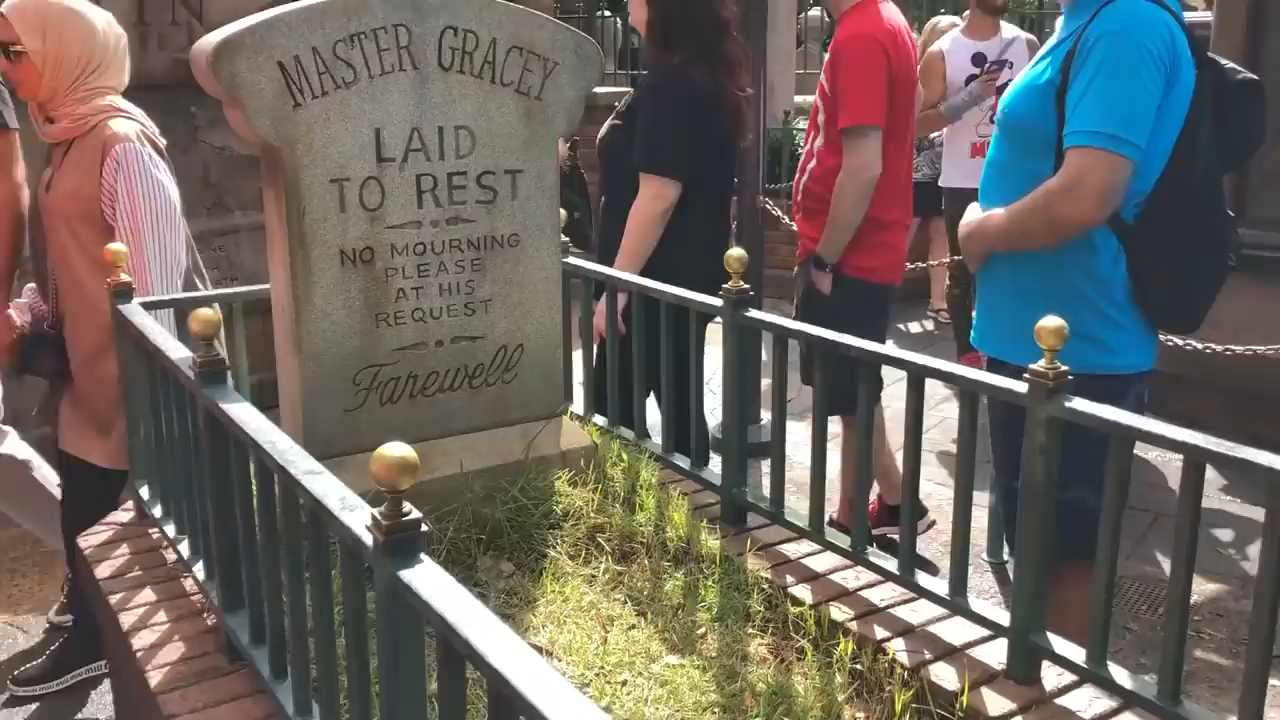 MASTER GRACEY
LAID
TO REST
NO MOURNING
PLEASE
AT HIS
REQUEST
Farewell